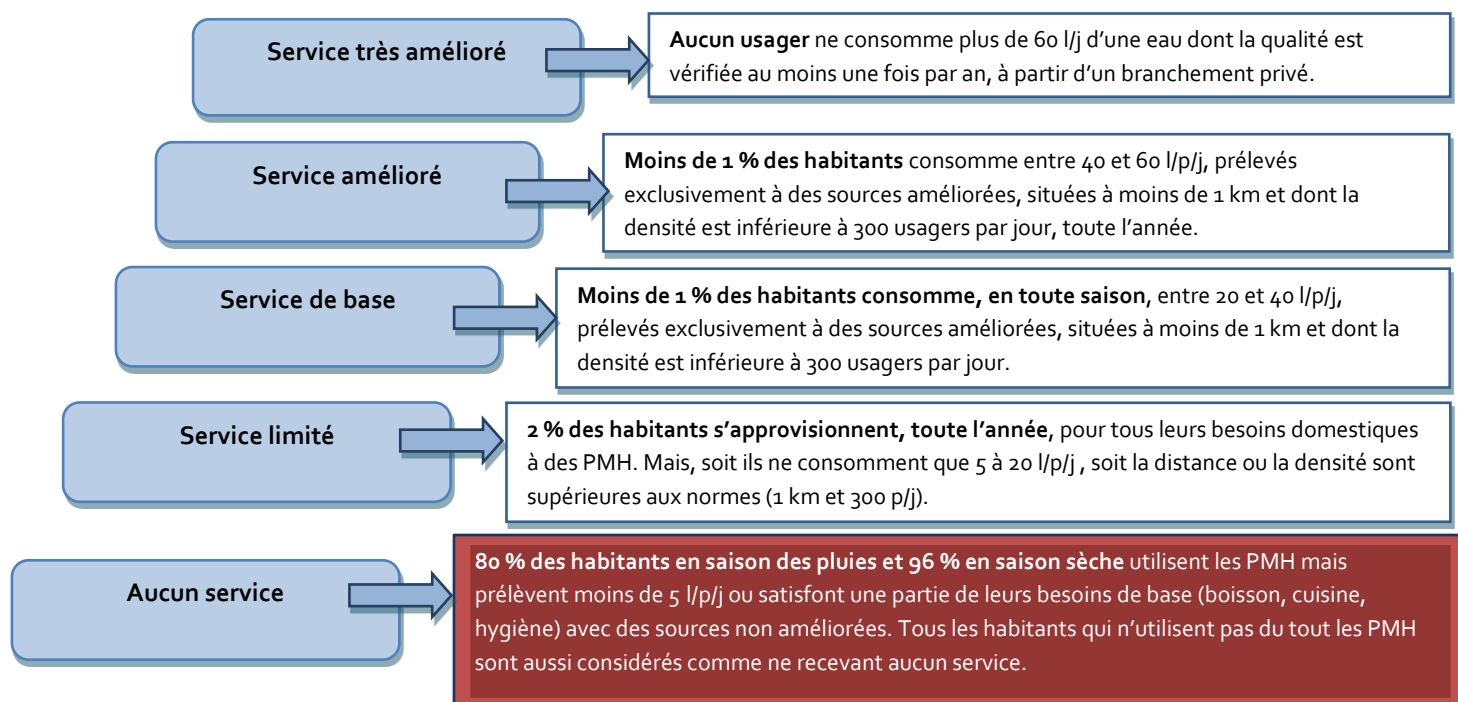 Service très amélioré
Aucun usager ne consomme plus de 60 l/j d'une eau dont la qualité est
vérifiée au moins une fois par an, à partir d'un branchement privé.
Service amélioré
Moins de 1 % des habitants consomme entre 40 et 60 l/p/j, prélevés
exclusivement à des sources améliorées, situées à moins de 1 km et dont la
densité est inférieure à 300 usagers par jour, toute l'année.
Service de base
Moins de 1 % des habitants consomme, en toute saison, entre 20 et 40 l/p/j,
prélevés exclusivement à des sources améliorées, situées à moins de 1 km et dont la
densité est inférieure à 300 usagers par jour.
Service limité
2 % des habitants s'approvisionnent, toute l'année, pour tous leurs besoins domestiques
à des PMH. Mais, soit ils ne consomment que 5 à 20 l/p/j , soit la distance ou la densité sont
supérieures aux normes (1 km et 300 p/j).
Aucun service
80 % des habitants en saison des pluies et 96 % en saison sèche utilisent les PMH mais
prélèvent moins de 5 l/p/j ou satisfont une partie de leurs besoins de base (boisson, cuisine,
hygiène) avec des sources non améliorées. Tous les habitants qui n'utilisent pas du tout les PMH
sont aussi considérés comme ne recevant aucun service.